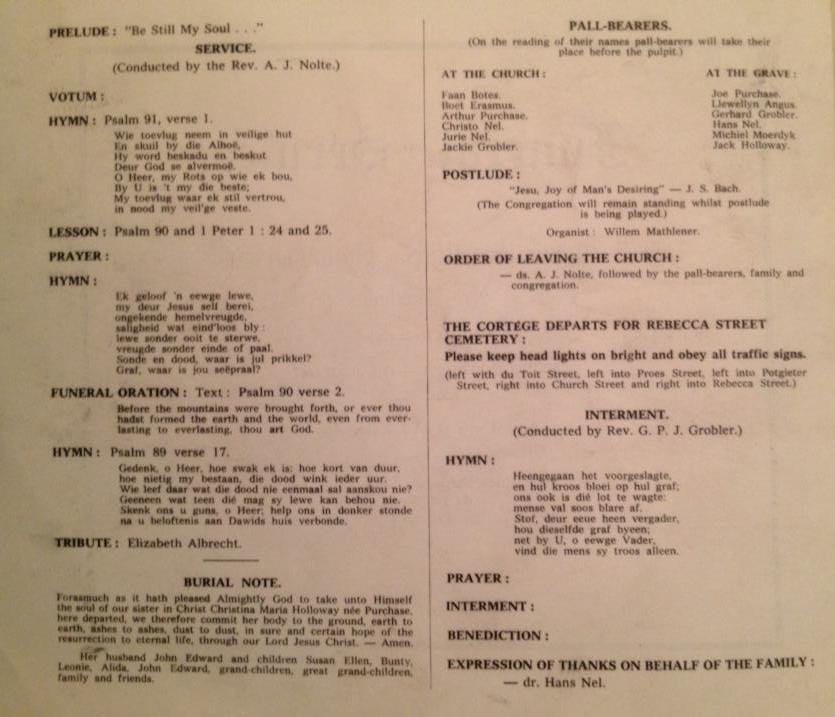 PRELUDE : "Be Still My Soul . . ."
SERVICE.
(Conducted by the Rev. A. J. Nolte.)
VOTUM :
HYMN : Psalm 91, verse 1.
Wie toevlug neem in veilige hut
En skuil by die Alhoë,
Hy word beskadu en beskut
Deur God se alvermoë.
O Heer, my Rots op wie ek bou,
By U is 't my die beste;
My toevlug waar ek stil vertrou,
in nood my veil'ge veste.
LESSON : Psalm 90 and 1 Peter 1 : 24 and 25.
PRAYER :
HYMN :
Ek geloof 'n eewge lewe,
my deur Jesus self berei,
ongekende hemelvreugde,
saligheid wat eind'loos bly :
lewe sonder ooit te sterwe,
vreugde sonder einde of paal.
Sonde en dood, waar is jul prikkel?
Graf, waar is jou seëpraal?
FUNERAL ORATION : Text : Psalm 90 verse 2.
Before the mountains were brought forth, or ever thou
hadst formed the earth and the world, even from ever-
lasting to everlasting, thou art God.
HYMN : Psalm 89 verse 17.
Gedenk, o Heer, hoe swak ek is; hoe kort van duur,
hoe nietig my bestaan, die dood wink ieder uur.
Wie leef daar wat die dood nie eenmaal sal aanskou nie?
Geeneen wat teen dié mag sy lewe kan behou nie.
Skenk ons u guns, o Heer; help ons in donker stonde
na u beloftenis aan Dawids huis verbonde.
TRIBUTE : Elizabeth Albrecht.
BURIAL NOTE.
Forasmuch as it hath pleased Almightly God to take unto Himself
the soul of our sister in Christ Christina Maria Holloway née Purchase,
here departed, we therefore commit her body to the ground, earth to
earth, ashes to ashes, dust to dust, in sure and certain hope of the
resurrection to eternal life, through our Lord Jesus Christ. — Amen.
Her husband John Edward and children Susan Ellen, Bunty,
Leonie, Alida, John Edward, grand-children, great grand-children,
family and friends.
PALL-BEARERS.
(On the reading of their names pall-bearers will take their
place before the pulpit.)
AT THE CHURCH :
Faan Botes.
Boet Erasmus.
Arthur Purchase.
Christo Nel.
Jurie Nel.
Jackie Grobler.
AT THE GRAVE :
Joe Purchase.
Llewellyn Angus.
Gerhard Grobler.
Hans Nel.
Michiel Moerdyk
Jack Holloway.
POSTLUDE :
"Jesu, Joy of Man's Desiring" — J. S. Bach.
(The Congregation will remain standing whilst postlude
is being played.)
Organist : Willem Mathlener.
ORDER OF LEAVING THE CHURCH :
— ds. A. J. Nolte, followed by the pall-bearers, family and
congregation.
THE CORTÉGE DEPARTS FOR REBECCA STREET
CEMETERY :
Please keep head lights on bright and obey all traffic signs.
(left with du Toit Street, left into Proes Street, left into Potgieter
Street, right into Church Street and right into Rebecca Street.)
INTERMENT.
(Conducted by Rev. G. P. J. Grobler.)
HYMN :
Heengegaan het voorgeslagte,
en hul kroos bloei op hul graf;
ons ook is dié lot te wagte:
mense val soos blare af.
Stof, deur eeue heen vergader,
hou dieselfde graf byeen;
net by U, o eewge Vader,
vind die mens sy troos alleen.
PRAYER :
INTERMENT :
BENEDICTION :
EXPRESSION OF THANKS ON BEHALF OF THE FAMILY :
— dr. Hans Nel.